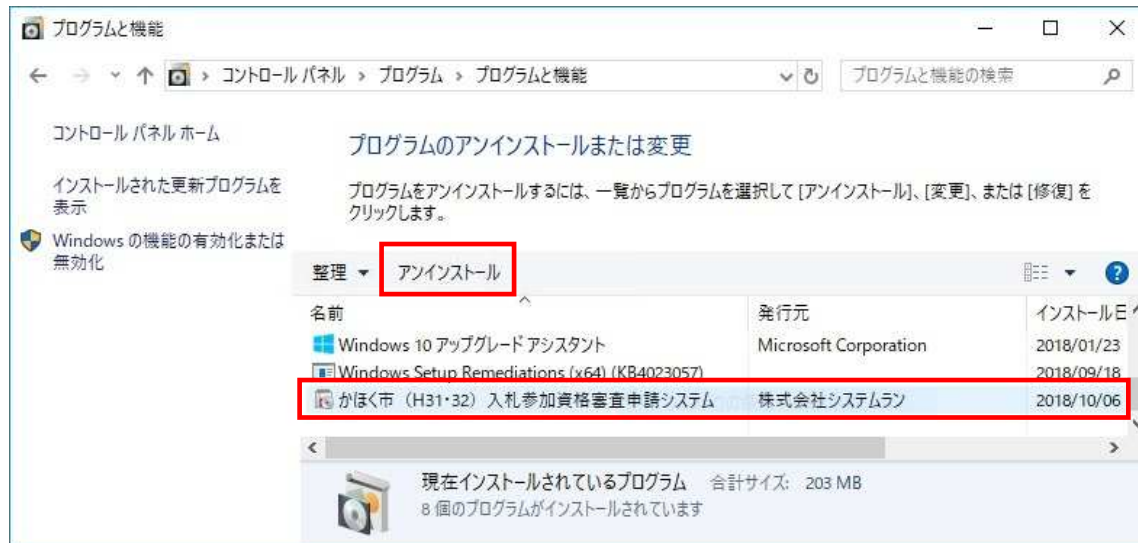 プログラムと機能
コントロール パネル › プログラム › プログラムと機能
プログラムと機能の検索
コントロール パネル ホーム
インストールされた更新プログラムを
表示
Windows の機能の有効化または
無効化
プログラムのアンインストールまたは変更
プログラムをアンインストールするには、一覧からプログラムを選択して [アンインストール]、[変更]、または [修復] を
クリックします。
整理 アンインストール
名前 発行元 インストール日
Windows 10 アップグレード アシスタント Microsoft Corporation 2018/01/23
Windows Setup Remediations (x64) (KB4023057) 2018/09/18
かほく市（H31・32）入札参加資格審査申請システム 株式会社システムラン 2018/10/06
現在インストールされているプログラム 合計サイズ: 203 MB
8 個のプログラムがインストールされています